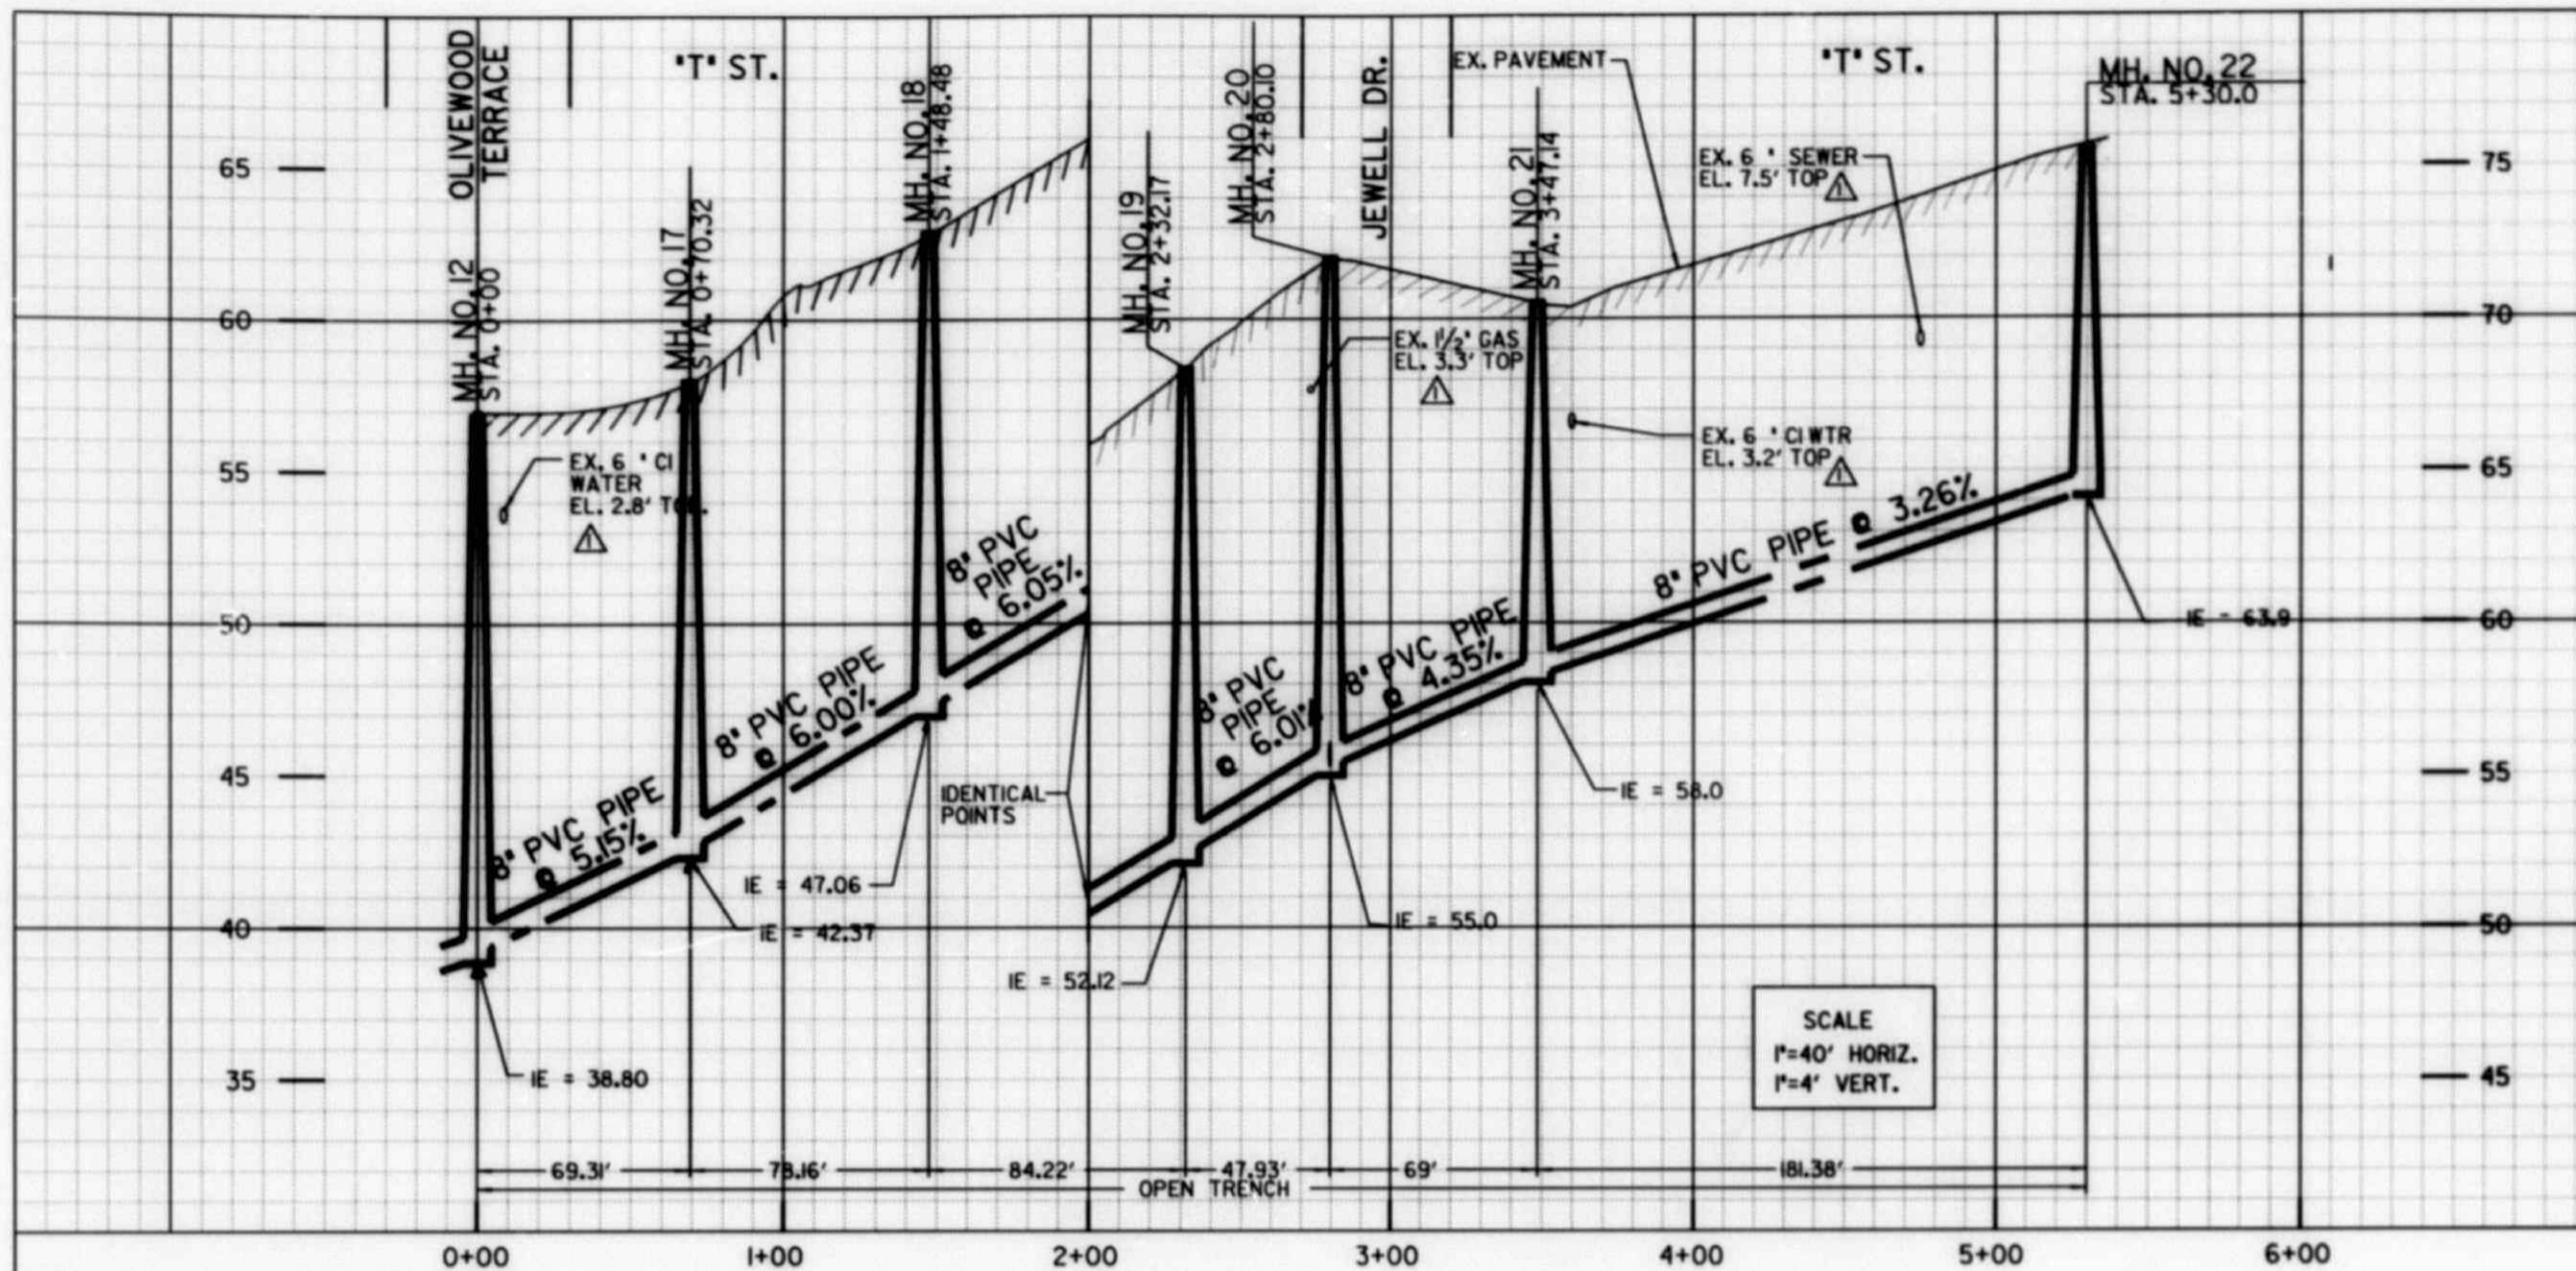 OLIVEWOOD
TERRACE
"T" ST.
MH. NO. 12
STA. 0+00
MH. NO. 17
STA. 0+70.32
MH. NO. 18
STA. 1+48.48
MH. NO. 19
STA. 2+32.17
MH. NO. 20
STA. 2+80.10
JEWELL DR.
MH. NO. 21
STA. 3+47.14
EX. PAVEMENT
"T" ST.
MH. NO. 22
STA. 5+30.0
65
60
55
50
45
40
35
75
70
65
60
55
50
45
EX. 6 " CI
WATER
EL. 2.8'
1
EX. 1½" GAS
EL. 3.3' TOP
1
EX. 6 " SEWER
EL. 7.5' TOP
1
EX. 6 " CI WTR
EL. 3.2' TOP
1
8" PVC PIPE
@ 5.15%
8" PVC PIPE
@ 6.00%
8" PVC
PIPE
@ 6.05%
8" PVC
PIPE
@ 6.01%
8" PVC PIPE
@ 4.35%
8" PVC PIPE @ 3.26%
IDENTICAL
POINTS
IE = 38.80
IE = 42.37
IE = 47.06
IE = 52.12
IE = 55.0
IE = 58.0
IE - 63.9
SCALE
1"=40' HORIZ.
1"=4' VERT.
69.31' 78.16' 84.22' 47.93' 69' 181.38'
OPEN TRENCH
0+00 1+00 2+00 3+00 4+00 5+00 6+00